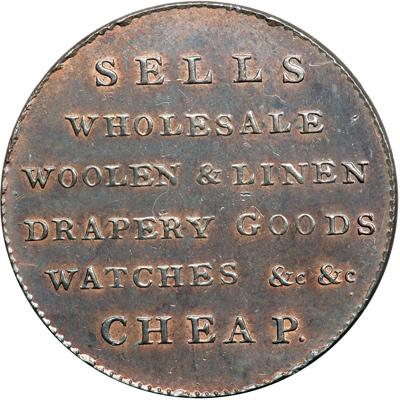 SELLS
WHOLESALE
WOOLEN & LINEN
DRAPERY GOODS
WATCHES &c &c
CHEAP.